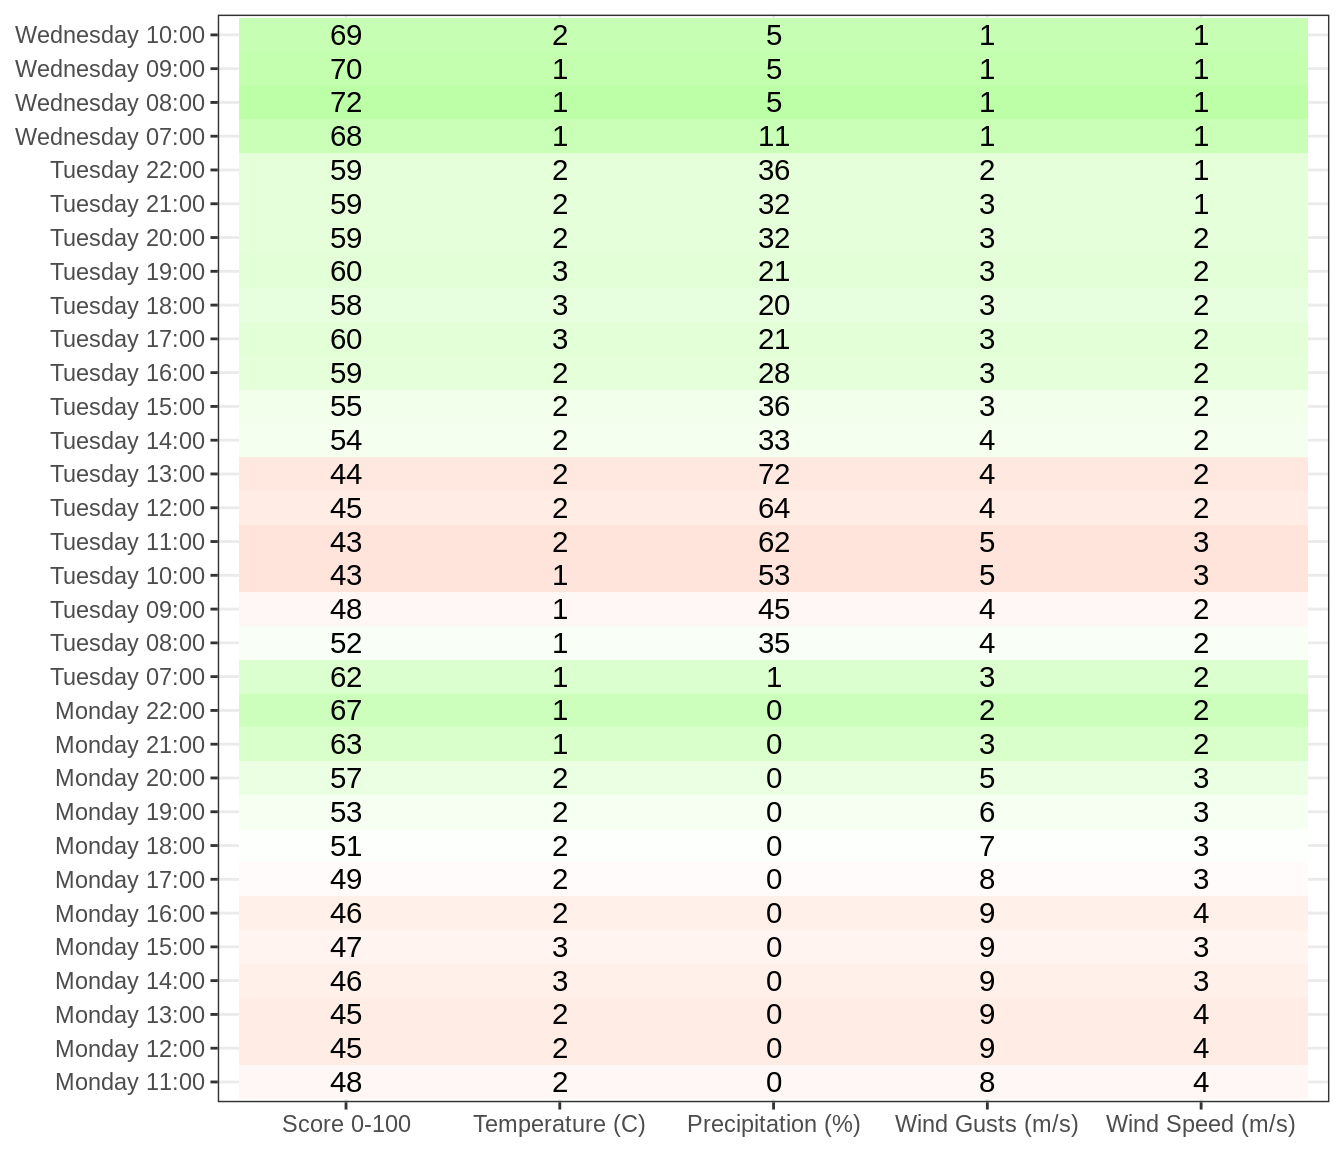 Wednesday 10:00 69 2 5 1 1
Wednesday 09:00 70 1 5 1 1
Wednesday 08:00 72 1 5 1 1
Wednesday 07:00 68 1 11 1 1
Tuesday 22:00 59 2 36 2 1
Tuesday 21:00 59 2 32 3 1
Tuesday 20:00 59 2 32 3 2
Tuesday 19:00 60 3 21 3 2
Tuesday 18:00 58 3 20 3 2
Tuesday 17:00 60 3 21 3 2
Tuesday 16:00 59 2 28 3 2
Tuesday 15:00 55 2 36 3 2
Tuesday 14:00 54 2 33 4 2
Tuesday 13:00 44 2 72 4 2
Tuesday 12:00 45 2 64 4 2
Tuesday 11:00 43 2 62 5 3
Tuesday 10:00 43 1 53 5 3
Tuesday 09:00 48 1 45 4 2
Tuesday 08:00 52 1 35 4 2
Tuesday 07:00 62 1 1 3 2
Monday 22:00 67 1 0 2 2
Monday 21:00 63 1 0 3 2
Monday 20:00 57 2 0 5 3
Monday 19:00 53 2 0 6 3
Monday 18:00 51 2 0 7 3
Monday 17:00 49 2 0 8 3
Monday 16:00 46 2 0 9 4
Monday 15:00 47 3 0 9 3
Monday 14:00 46 3 0 9 3
Monday 13:00 45 2 0 9 4
Monday 12:00 45 2 0 9 4
Monday 11:00 48 2 0 8 4
Score 0-100 Temperature (C) Precipitation (%) Wind Gusts (m/s) Wind Speed (m/s)